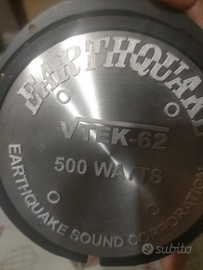 EARTHQUAKE
VTEK-62
500 WATTS
EARTHQUAKE SOUND CORPORATION
subito